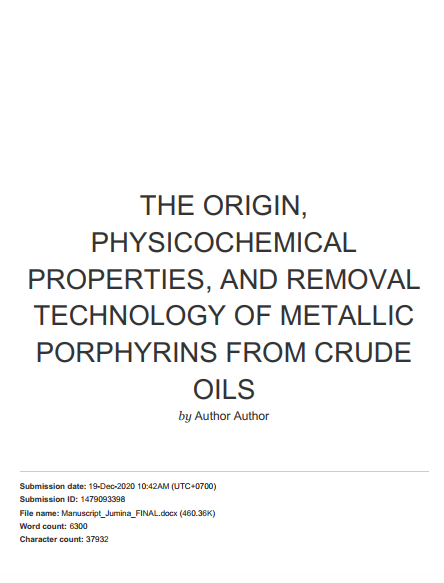 THE ORIGIN,
PHYSICOCHEMICAL
PROPERTIES, AND REMOVAL
TECHNOLOGY OF METALLIC
PORPHYRINS FROM CRUDE
OILS
by Author Author
Submission date: 19-Dec-2020 10:42AM (UTC+0700)
Submission ID: 1479093398
File name: Manuscript_Jumina_FINAL.docx (460.36K)
Word count: 6300
Character count: 37932